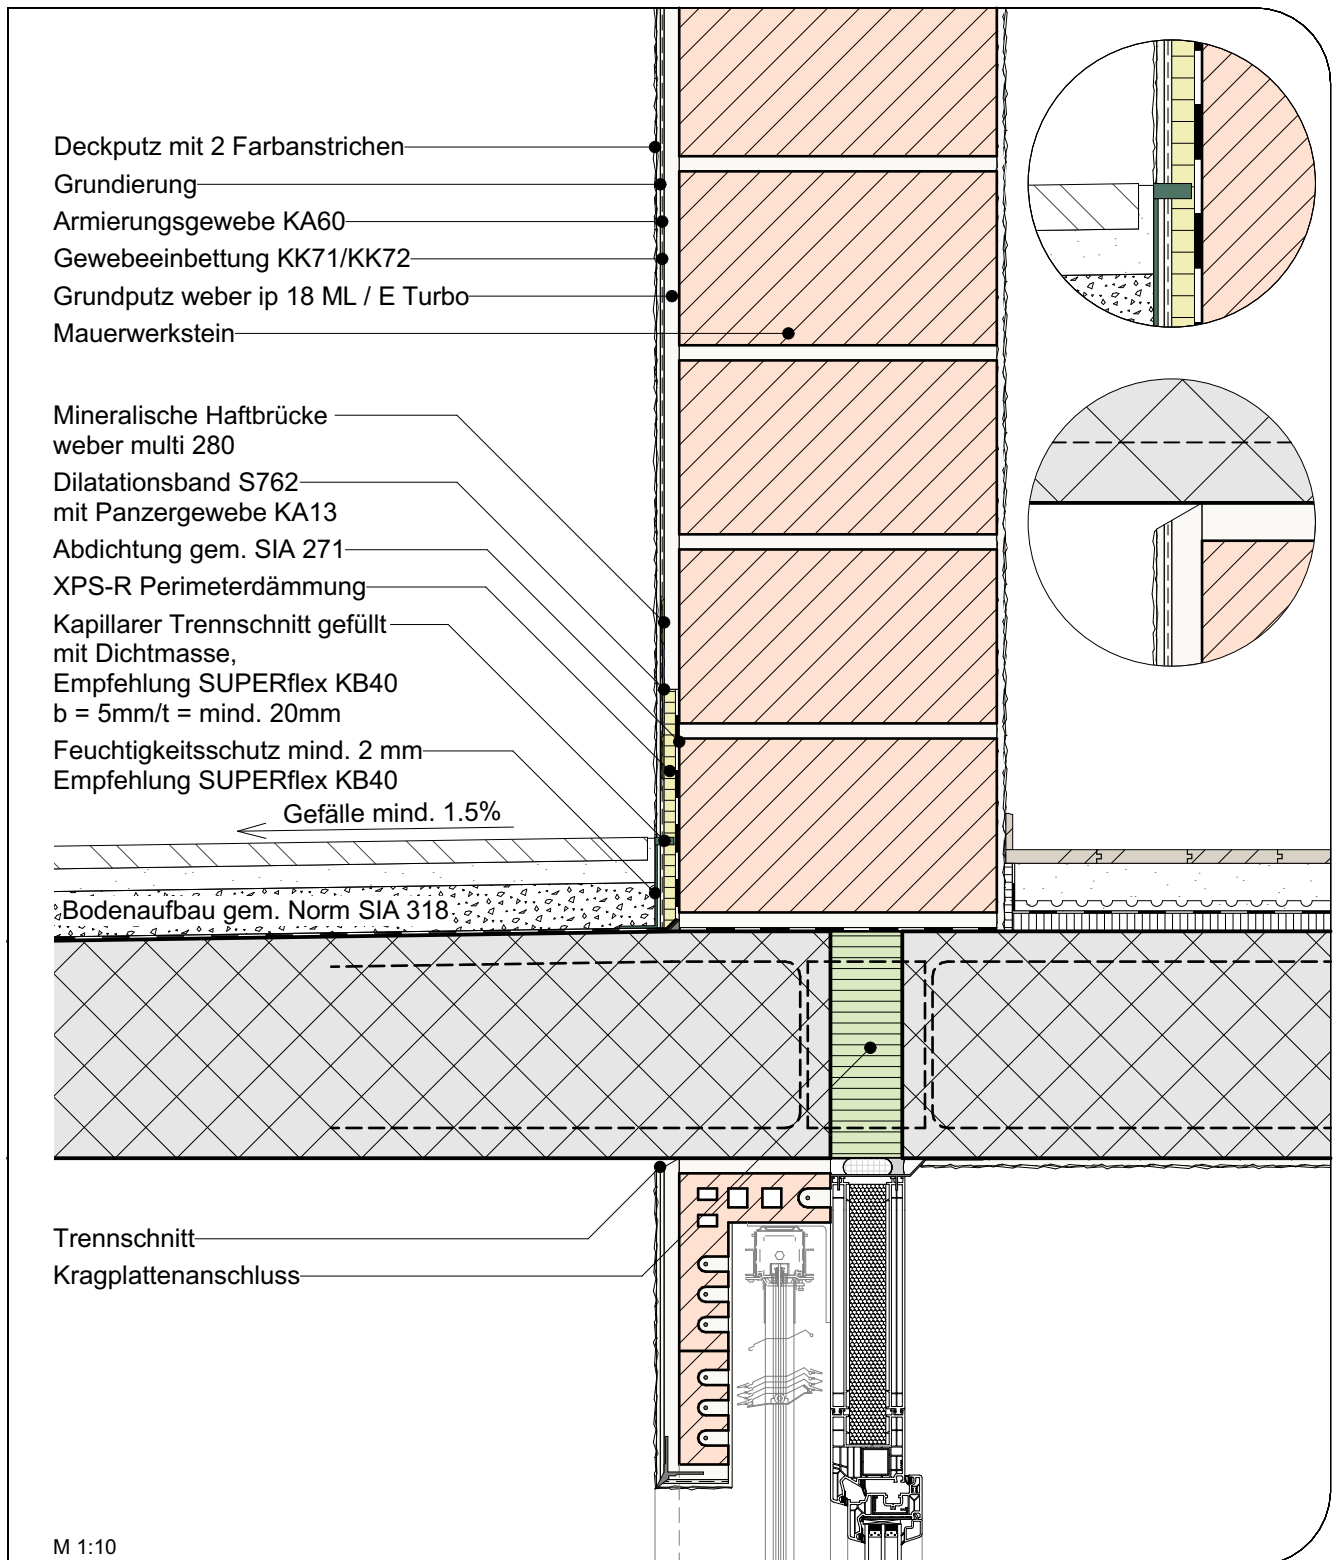 Deckputz mit 2 Farbanstrichen
Grundierung
Armierungsgewebe KA60
Gewebeeinbettung KK71/KK72
Grundputz weber ip 18 ML / E Turbo
Mauerwerkstein
Mineralische Haftbrücke
weber multi 280
Dilatationsband S762
mit Panzergewebe KA13
Abdichtung gem. SIA 271
XPS-R Perimeterdämmung
Kapillarer Trennschnitt gefüllt
mit Dichtmasse,
Empfehlung SUPERflex KB40
b = 5mm/t = mind. 20mm
Feuchtigkeitsschutz mind. 2 mm
Empfehlung SUPERflex KB40
Gefälle mind. 1.5%
Bodenaufbau gem. Norm SIA 318
Trennschnitt
Kragplattenanschluss
M 1:10